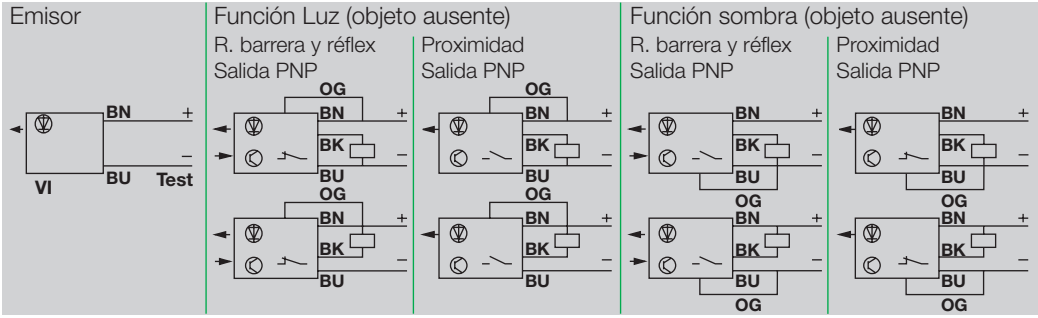 Emisor
Función Luz (objeto ausente)
Función sombra (objeto ausente)
R. barrera y réflex
Salida PNP
Proximidad
Salida PNP
R. barrera y réflex
Salida PNP
Proximidad
Salida PNP
BN +
–
VI BU Test
OG
BN +
BK –
BU
OG
BN +
BK –
BU
BN +
BK –
BU
OG
BN +
BK –
BU
OG
OG
BN +
BK –
BU
BN +
BK –
BU
BN +
BK –
BU
OG
BN +
BK –
BU
OG